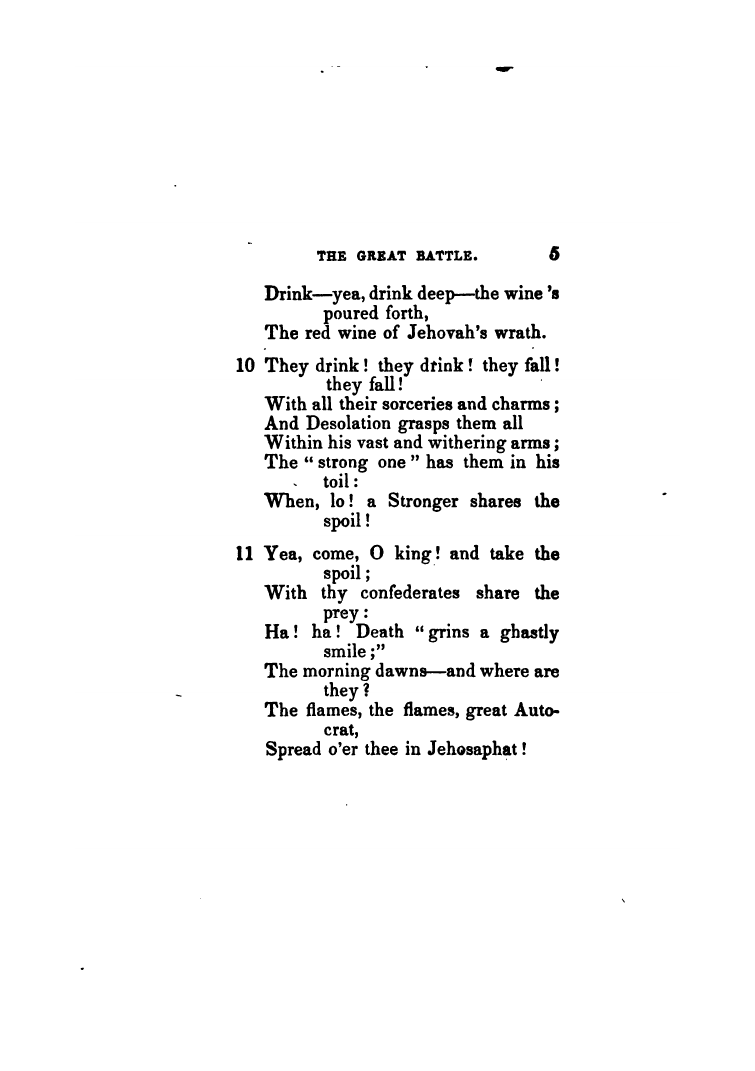 THE GREAT BATTLE. 5
Drink—yea, drink deep—the wine 's
poured forth,
The red wine of Jehovah's wrath.
10 They drink! they drink! they fall!
they fall!
With all their sorceries and charms;
And Desolation grasps them all
Within his vast and withering arms;
The "strong one" has them in his
toil:
When, lo! a Stronger shares the
spoil!
11 Yea, come, O king! and take the
spoil;
With thy confederates share the
prey:
Ha! ha! Death "grins a ghastly
smile;"
The morning dawns—and where are
they?
The flames, the flames, great Auto-
crat,
Spread o'er thee in Jehosaphat!